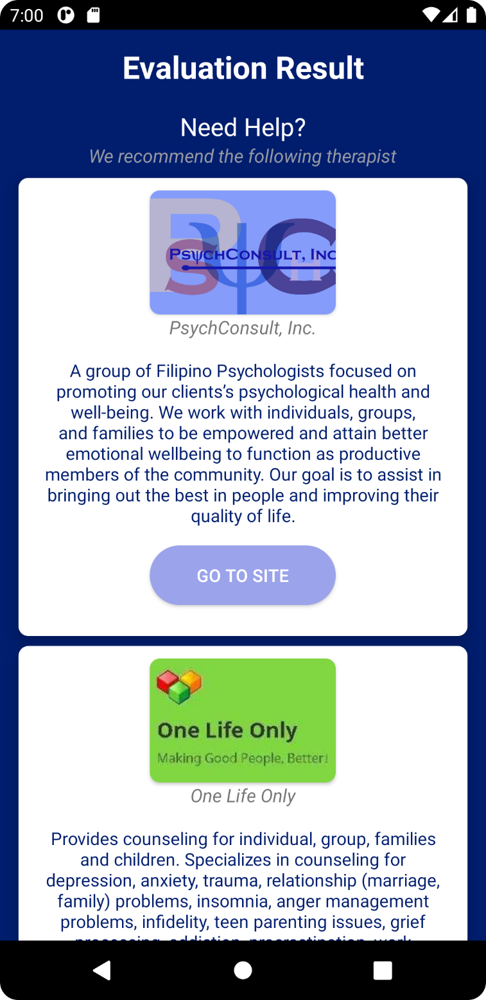 7:00
Evaluation Result
Need Help?
We recommend the following therapist
PsψCHCONSULT, INC
PsychConsult, Inc.
A group of Filipino Psychologists focused on
promoting our clients’s psychological health and
well-being. We work with individuals, groups,
and families to be empowered and attain better
emotional wellbeing to function as productive
members of the community. Our goal is to assist in
bringing out the best in people and improving their
quality of life.
GO TO SITE
One Life Only
Making Good People, Better!
One Life Only
Provides counseling for individual, group, families
and children. Specializes in counseling for
depression, anxiety, trauma, relationship (marriage,
family) problems, insomnia, anger management
problems, infidelity, teen parenting issues, grief
processing, addiction, procrastination, work